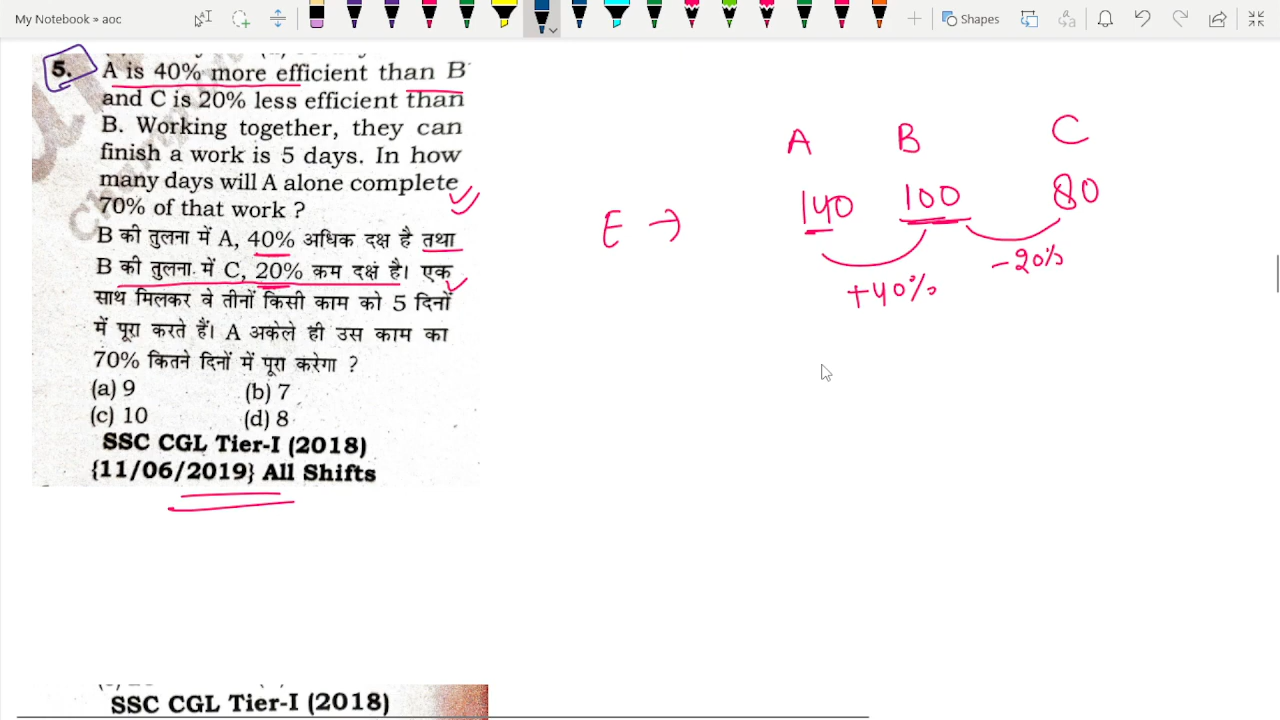 My Notebook » aoc
Shapes
5. A is 40% more efficient than B
and C is 20% less efficient than
B. Working together, they can
finish a work is 5 days. In how
many days will A alone complete
70% of that work ?
B की तुलना में A, 40% अधिक दक्ष है तथा
B की तुलना में C, 20% कम दक्षं है। एक
साथ मिलकर वे तीनों किसी काम को 5 दिनों
में पूरा करते हैं। A अकेले ही उस काम का
70% कितने दिनों में पूरा करेगा ?
(a) 9 (b) 7
(c) 10 (d) 8
SSC CGL Tier-I (2018)
{11/06/2019} All Shifts
A B C
E → 140 100 80
+40% -20%
SSC CGL Tier-I (2018)